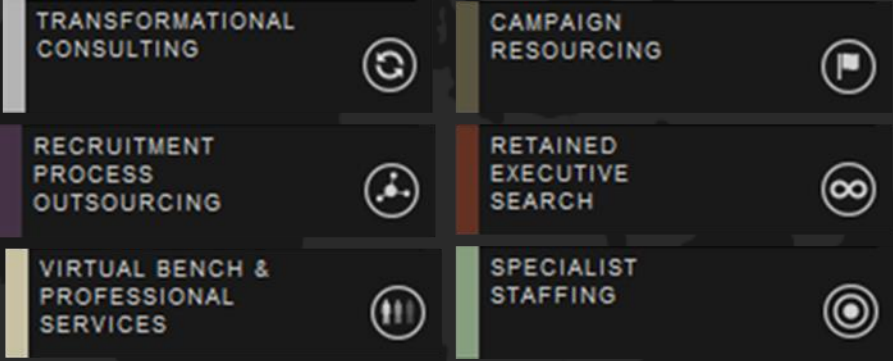 TRANSFORMATIONAL
CONSULTING
CAMPAIGN
RESOURCING
RECRUITMENT
PROCESS
OUTSOURCING
RETAINED
EXECUTIVE
SEARCH
VIRTUAL BENCH &
PROFESSIONAL
SERVICES
SPECIALIST
STAFFING